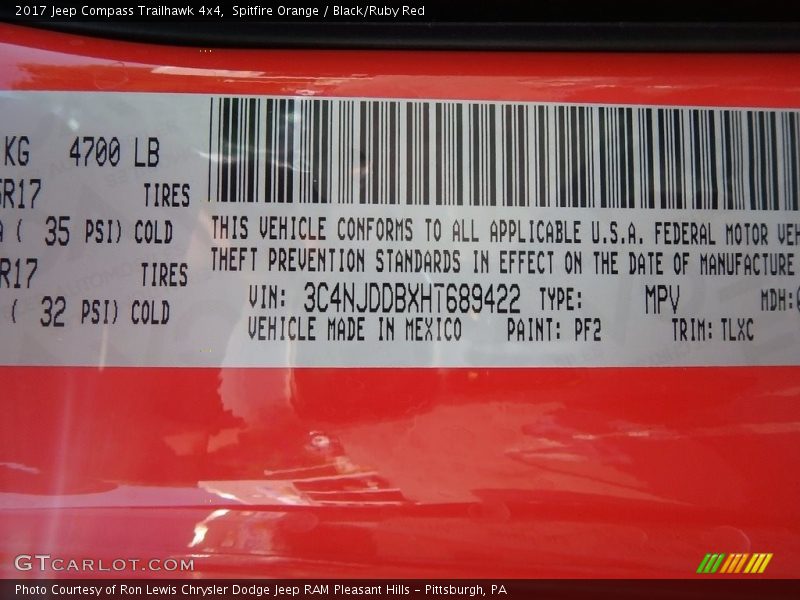 2017 Jeep Compass Trailhawk 4x4, Spitfire Orange / Black/Ruby Red
KG 4700 LB
R17 TIRES
( 35 PSI) COLD
R17 TIRES
( 32 PSI) COLD
THIS VEHICLE CONFORMS TO ALL APPLICABLE U.S.A. FEDERAL MOTOR VEH
THEFT PREVENTION STANDARDS IN EFFECT ON THE DATE OF MANUFACTURE
VIN: 3C4NJDDBXHT689422 TYPE: MPV MDH:
VEHICLE MADE IN MEXICO PAINT: PF2 TRIM: TLXC
GTCARLOT.COM
Photo Courtesy of Ron Lewis Chrysler Dodge Jeep RAM Pleasant Hills - Pittsburgh, PA